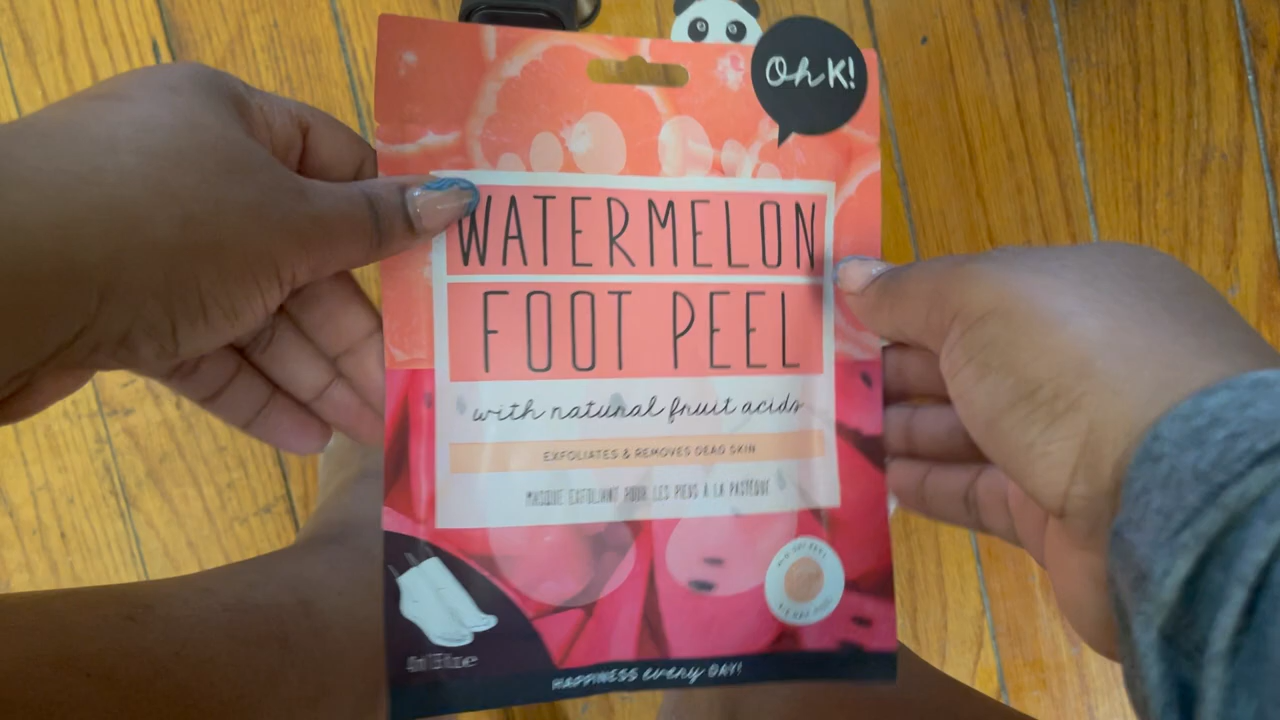 OhK!
WATERMELON
FOOT PEEL
with natural fruit acids
EXFOLIATES & REMOVES DEAD SKIN
MASQUE EXFOLIANT POUR LES PIEDS À LA PASTÈQUE
HAPPINESS every DAY!